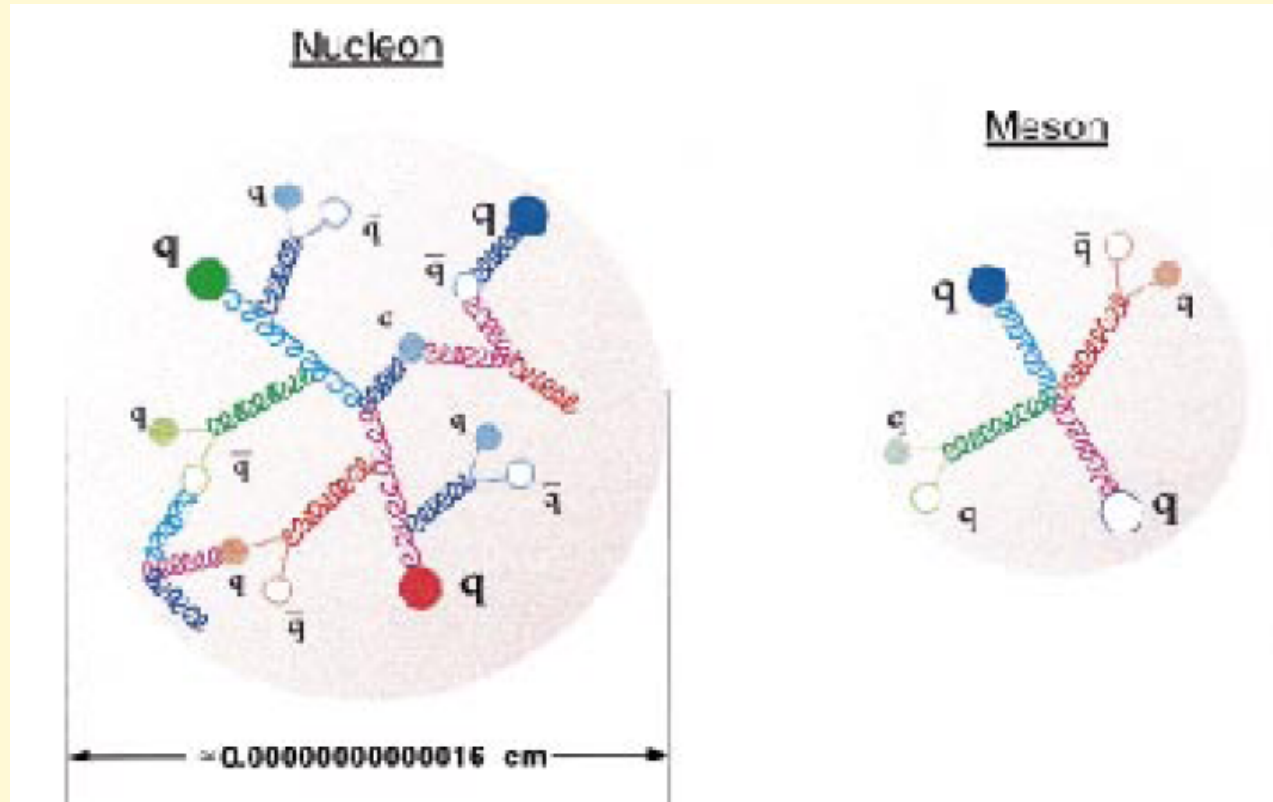 Nucleon
q
q̄
q
q
q̄
q
q̄
q
q̄
q
q̄
q
≃0.00000000000016 cm
Meson
q̄
q
q
q
q